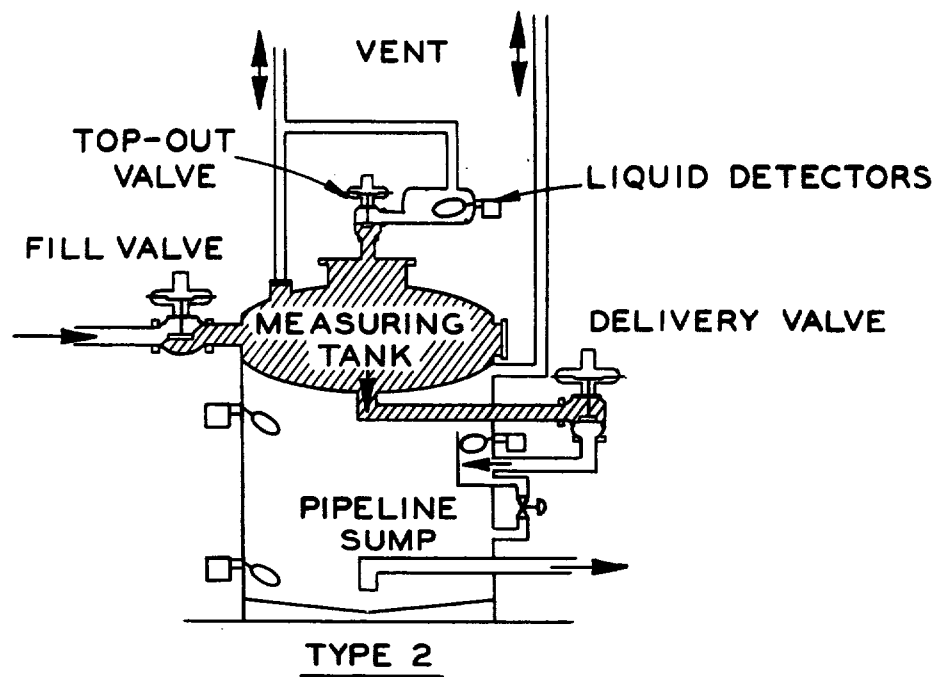 VENT
TOP-OUT
VALVE
LIQUID DETECTORS
FILL VALVE
MEASURING
TANK
DELIVERY VALVE
PIPELINE
SUMP
TYPE 2